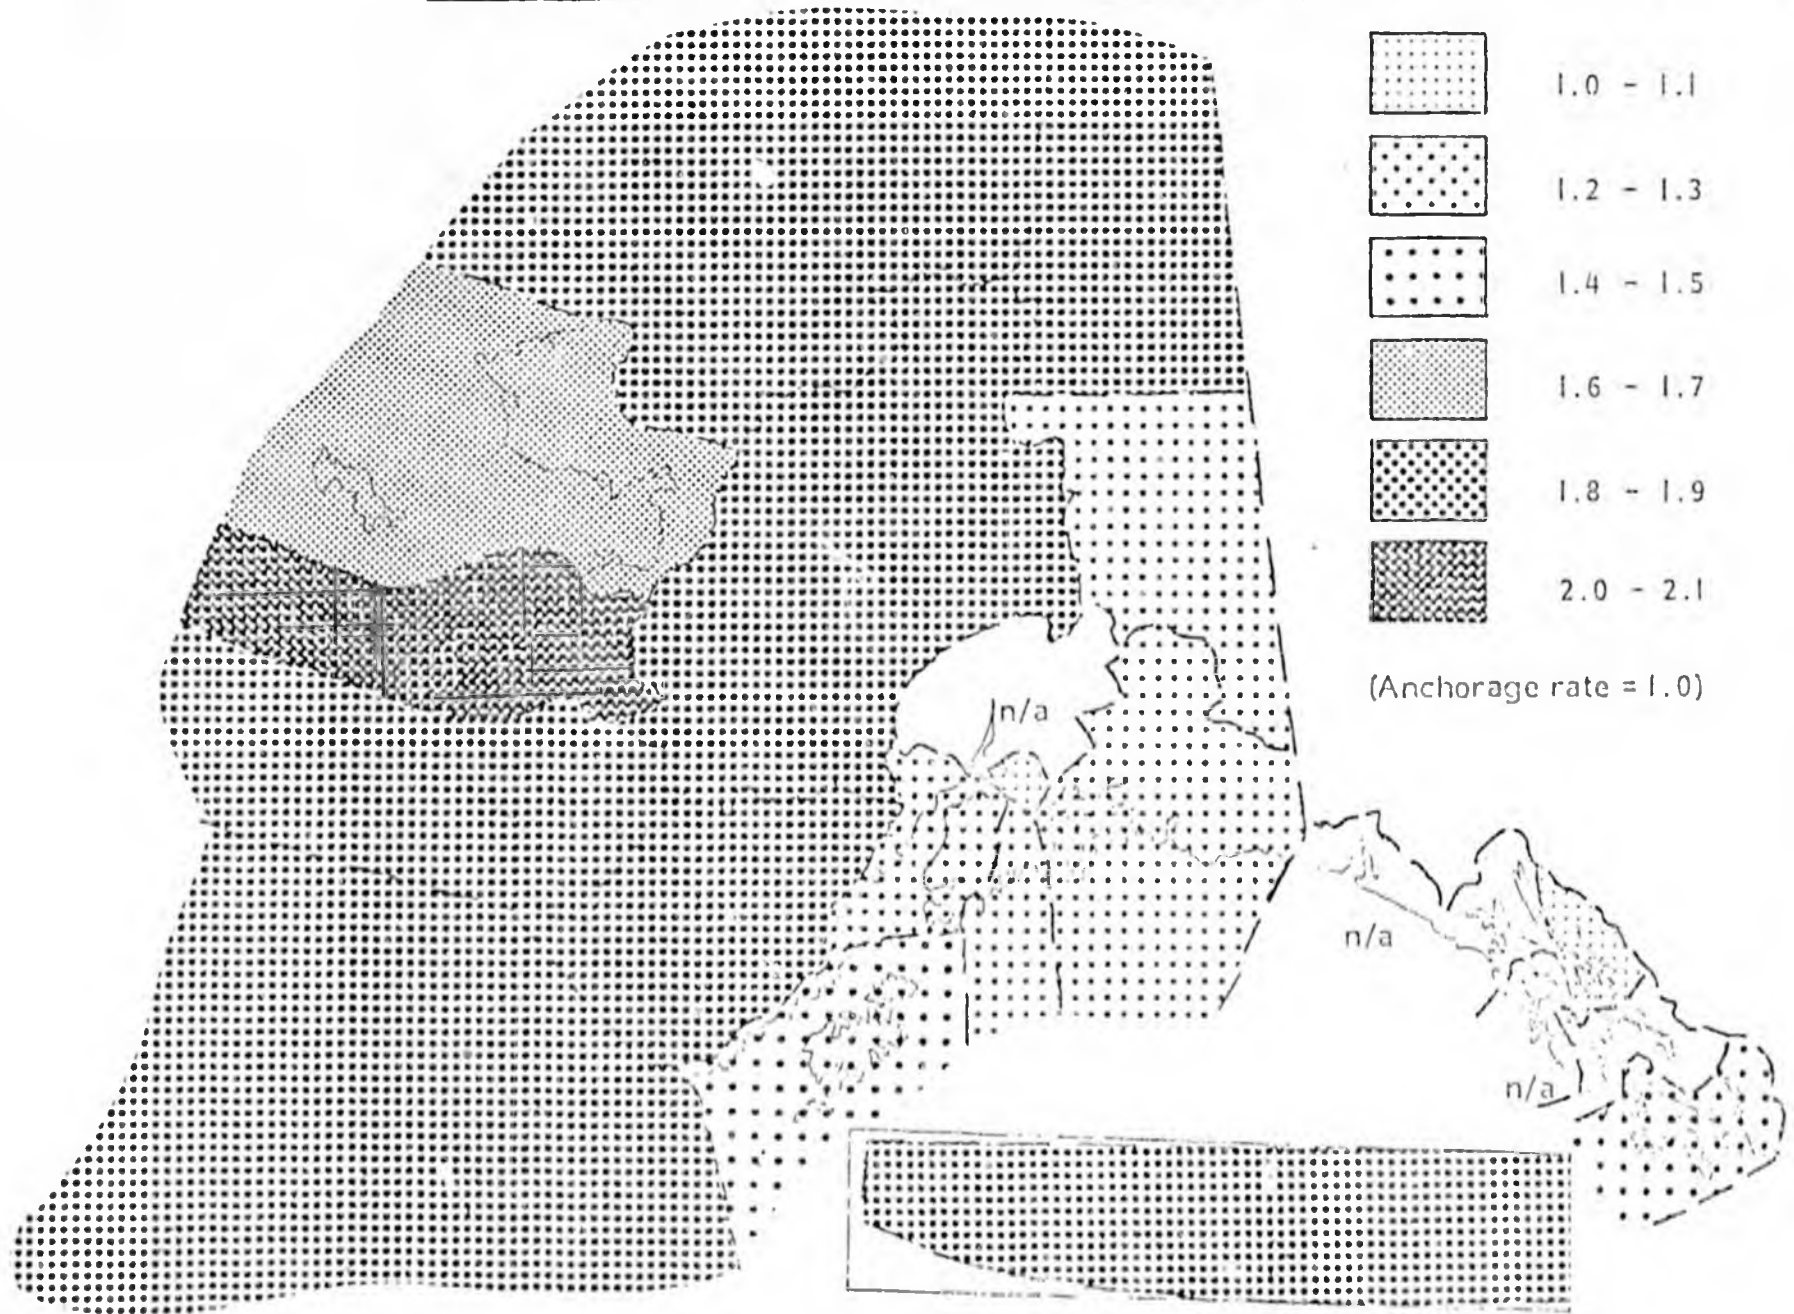 1.0 - 1.1
1.2 - 1.3
1.4 - 1.5
1.6 - 1.7
1.8 - 1.9
2.0 - 2.1
(Anchorage rate = 1.0)
n/a
n/a
n/a